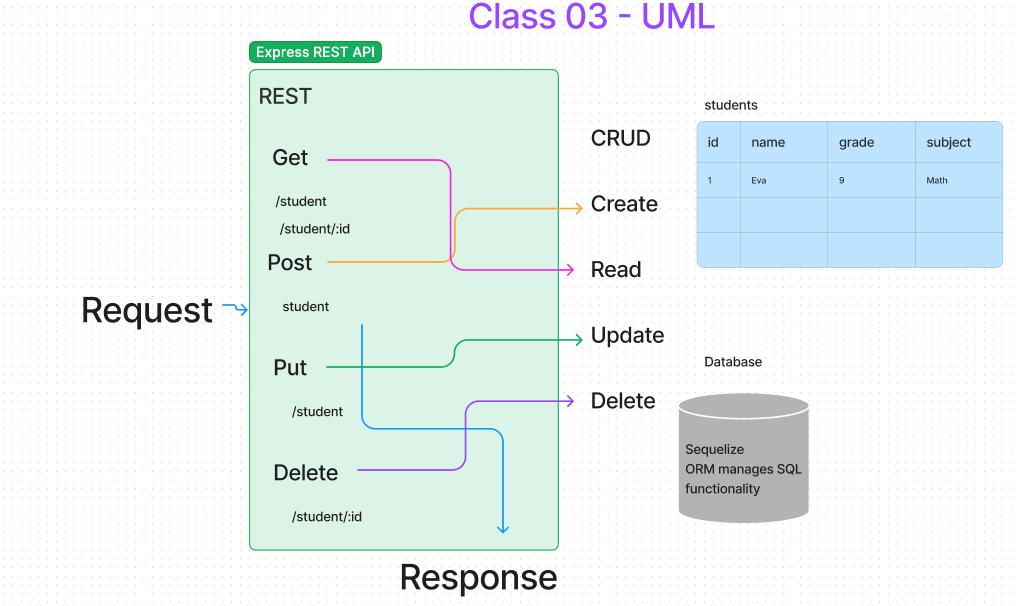 Class 03 - UML
Express REST API
REST
Get
/student
/student/:id
Post
student
Put
/student
Delete
/student/:id
Request
Response
CRUD
Create
Read
Update
Delete
students
id name grade subject
1 Eva 9 Math
Database
Sequelize
ORM manages SQL
functionality